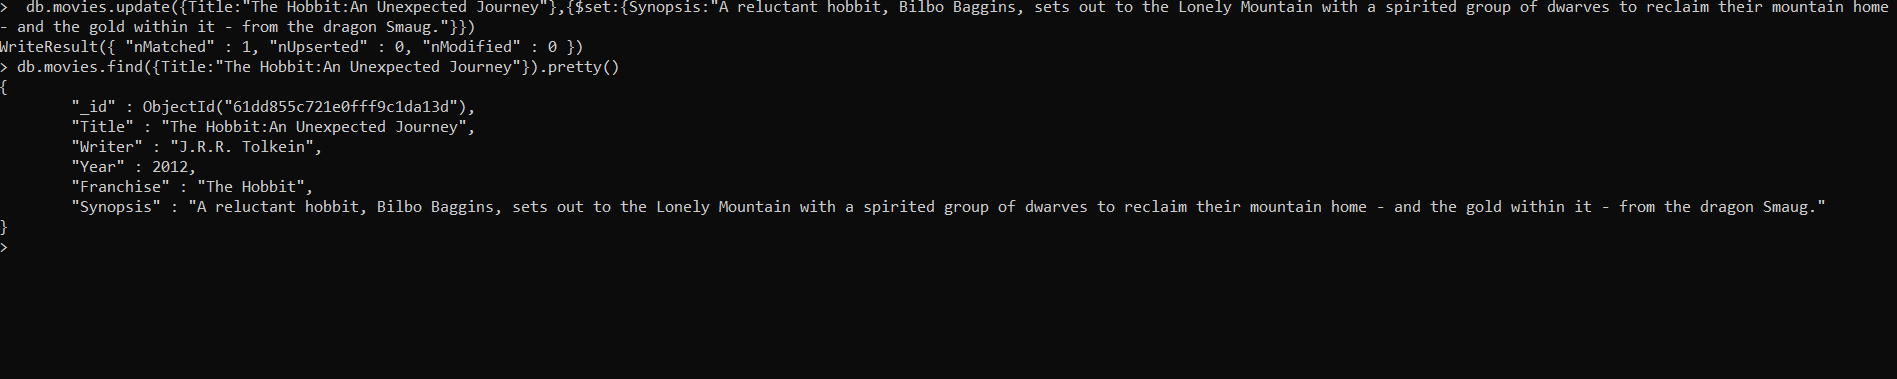 >  db.movies.update({Title:"The Hobbit:An Unexpected Journey"},{$set:{Synopsis:"A reluctant hobbit, Bilbo Baggins, sets out to the Lonely Mountain with a spirited group of dwarves to reclaim their mountain home
- and the gold within it - from the dragon Smaug."}})
WriteResult({ "nMatched" : 1, "nUpserted" : 0, "nModified" : 0 })
> db.movies.find({Title:"The Hobbit:An Unexpected Journey"}).pretty()
{
        "_id" : ObjectId("61dd855c721e0fff9c1da13d"),
        "Title" : "The Hobbit:An Unexpected Journey",
        "Writer" : "J.R.R. Tolkein",
        "Year" : 2012,
        "Franchise" : "The Hobbit",
        "Synopsis" : "A reluctant hobbit, Bilbo Baggins, sets out to the Lonely Mountain with a spirited group of dwarves to reclaim their mountain home - and the gold within it - from the dragon Smaug."
}
>